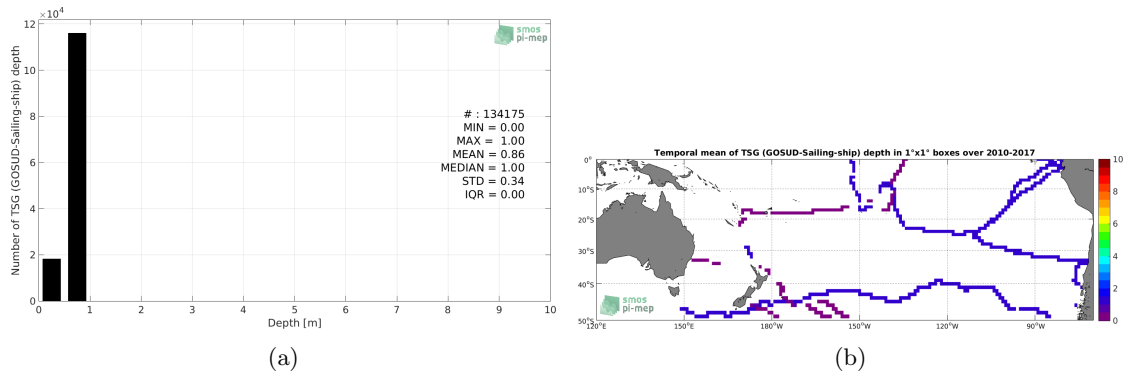 ×10⁴
12
10
8
6
4
2
0
Number of TSG (GOSUD-Sailing-ship) depth
0 1 2 3 4 5 6 7 8 9 10
Depth [m]
smos
pi-mep
# : 134175
MIN = 0.00
MAX = 1.00
MEAN = 0.86
MEDIAN = 1.00
STD = 0.34
IQR = 0.00
(a)
Temporal mean of TSG (GOSUD-Sailing-ship) depth in 1°x1° boxes over 2010-2017
0°
10°S
20°S
30°S
40°S
50°S
120°E 150°E 180°W 150°W 120°W 90°W
smos
pi-mep
10
8
6
4
2
0
(b)